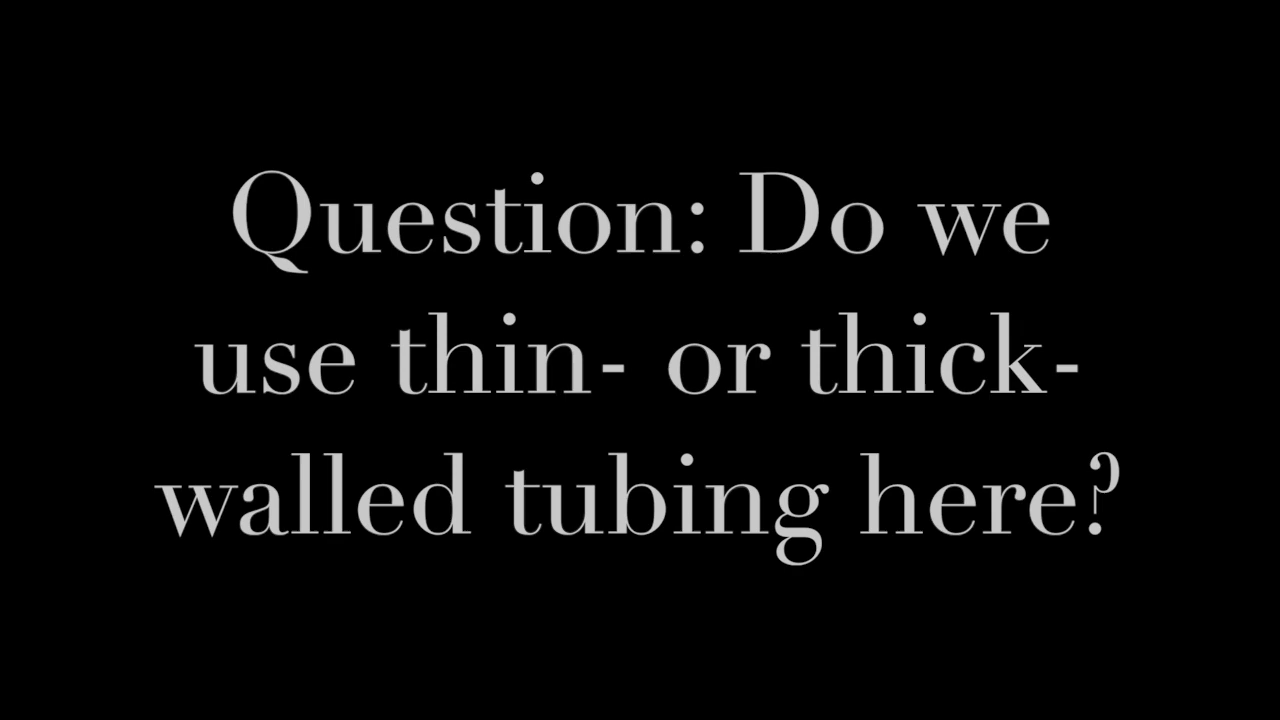 Question: Do we
use thin- or thick-
walled tubing here?